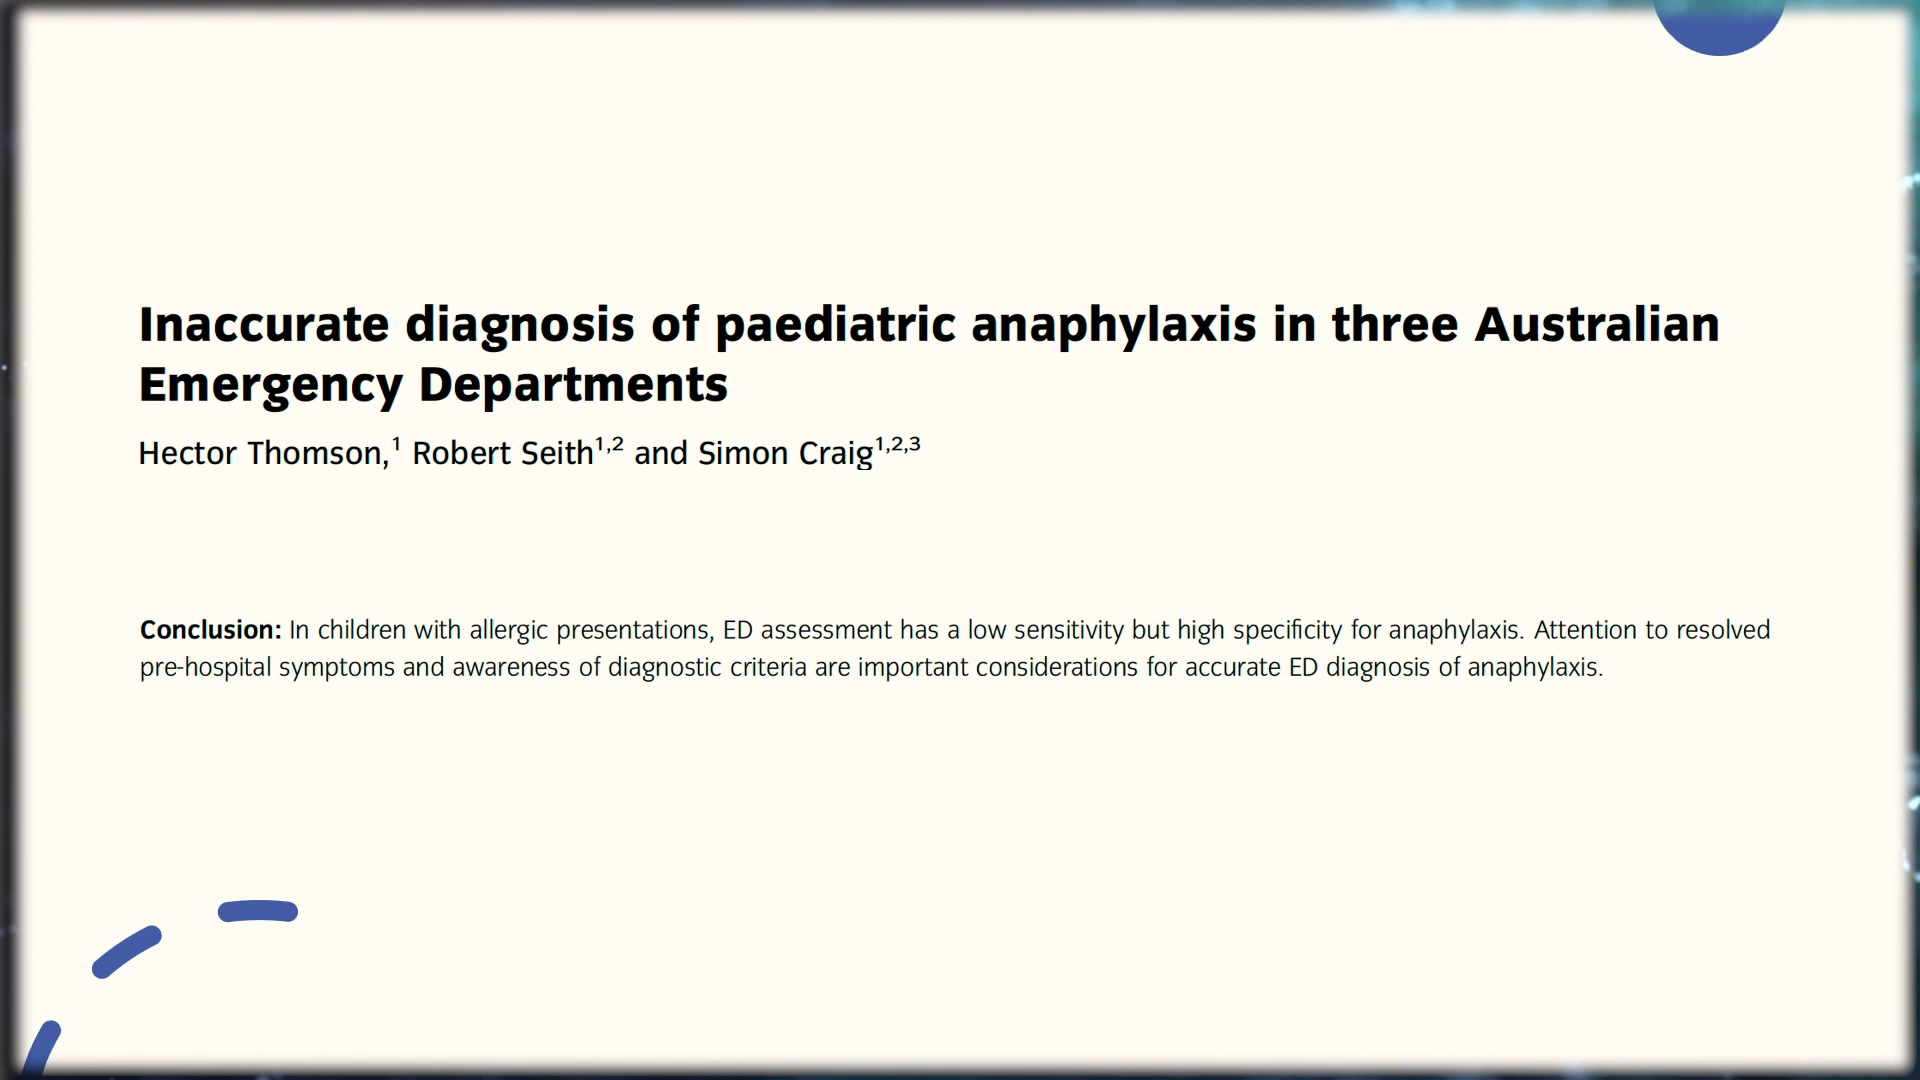 Inaccurate diagnosis of paediatric anaphylaxis in three Australian
Emergency Departments
Hector Thomson,¹ Robert Seith¹,² and Simon Craig¹,²,³
Conclusion: In children with allergic presentations, ED assessment has a low sensitivity but high specificity for anaphylaxis. Attention to resolved
pre-hospital symptoms and awareness of diagnostic criteria are important considerations for accurate ED diagnosis of anaphylaxis.